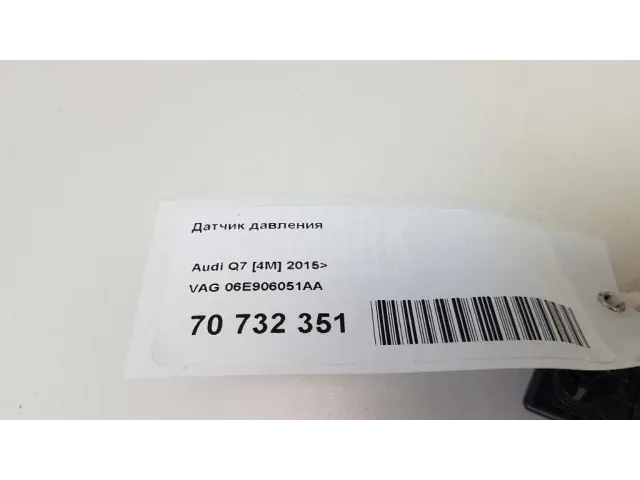 Датчик давления
Audi Q7 [4M] 2015>
VAG 06E906051AA
70 732 351